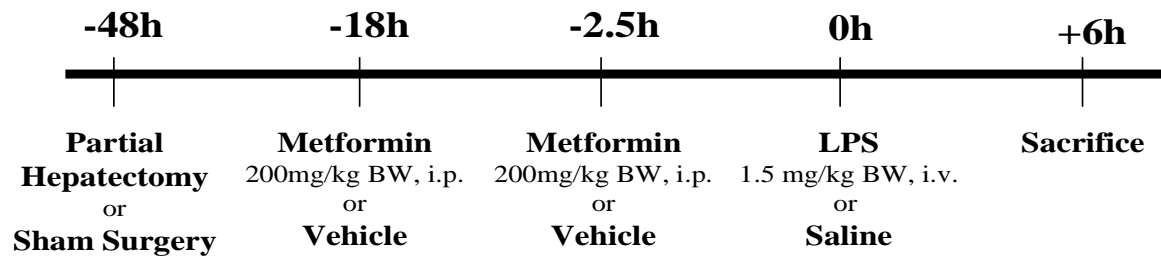 -48h -18h -2.5h 0h +6h
Partial Metformin Metformin LPS Sacrifice
Hepatectomy 200mg/kg BW, i.p. 200mg/kg BW, i.p. 1.5 mg/kg BW, i.v.
or or or or
Sham Surgery Vehicle Vehicle Saline